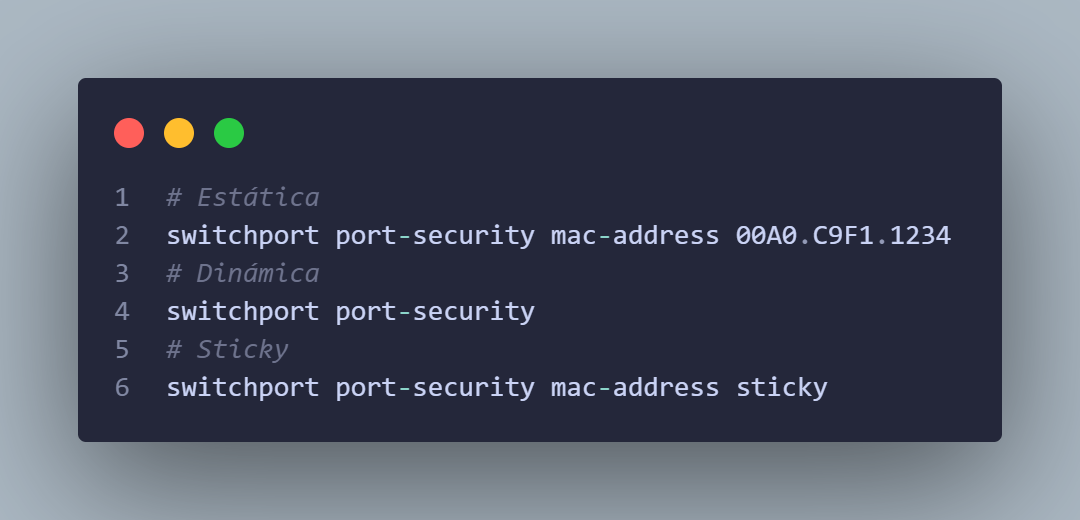 1 # Estática
2 switchport port-security mac-address 00A0.C9F1.1234
3 # Dinámica
4 switchport port-security
5 # Sticky
6 switchport port-security mac-address sticky